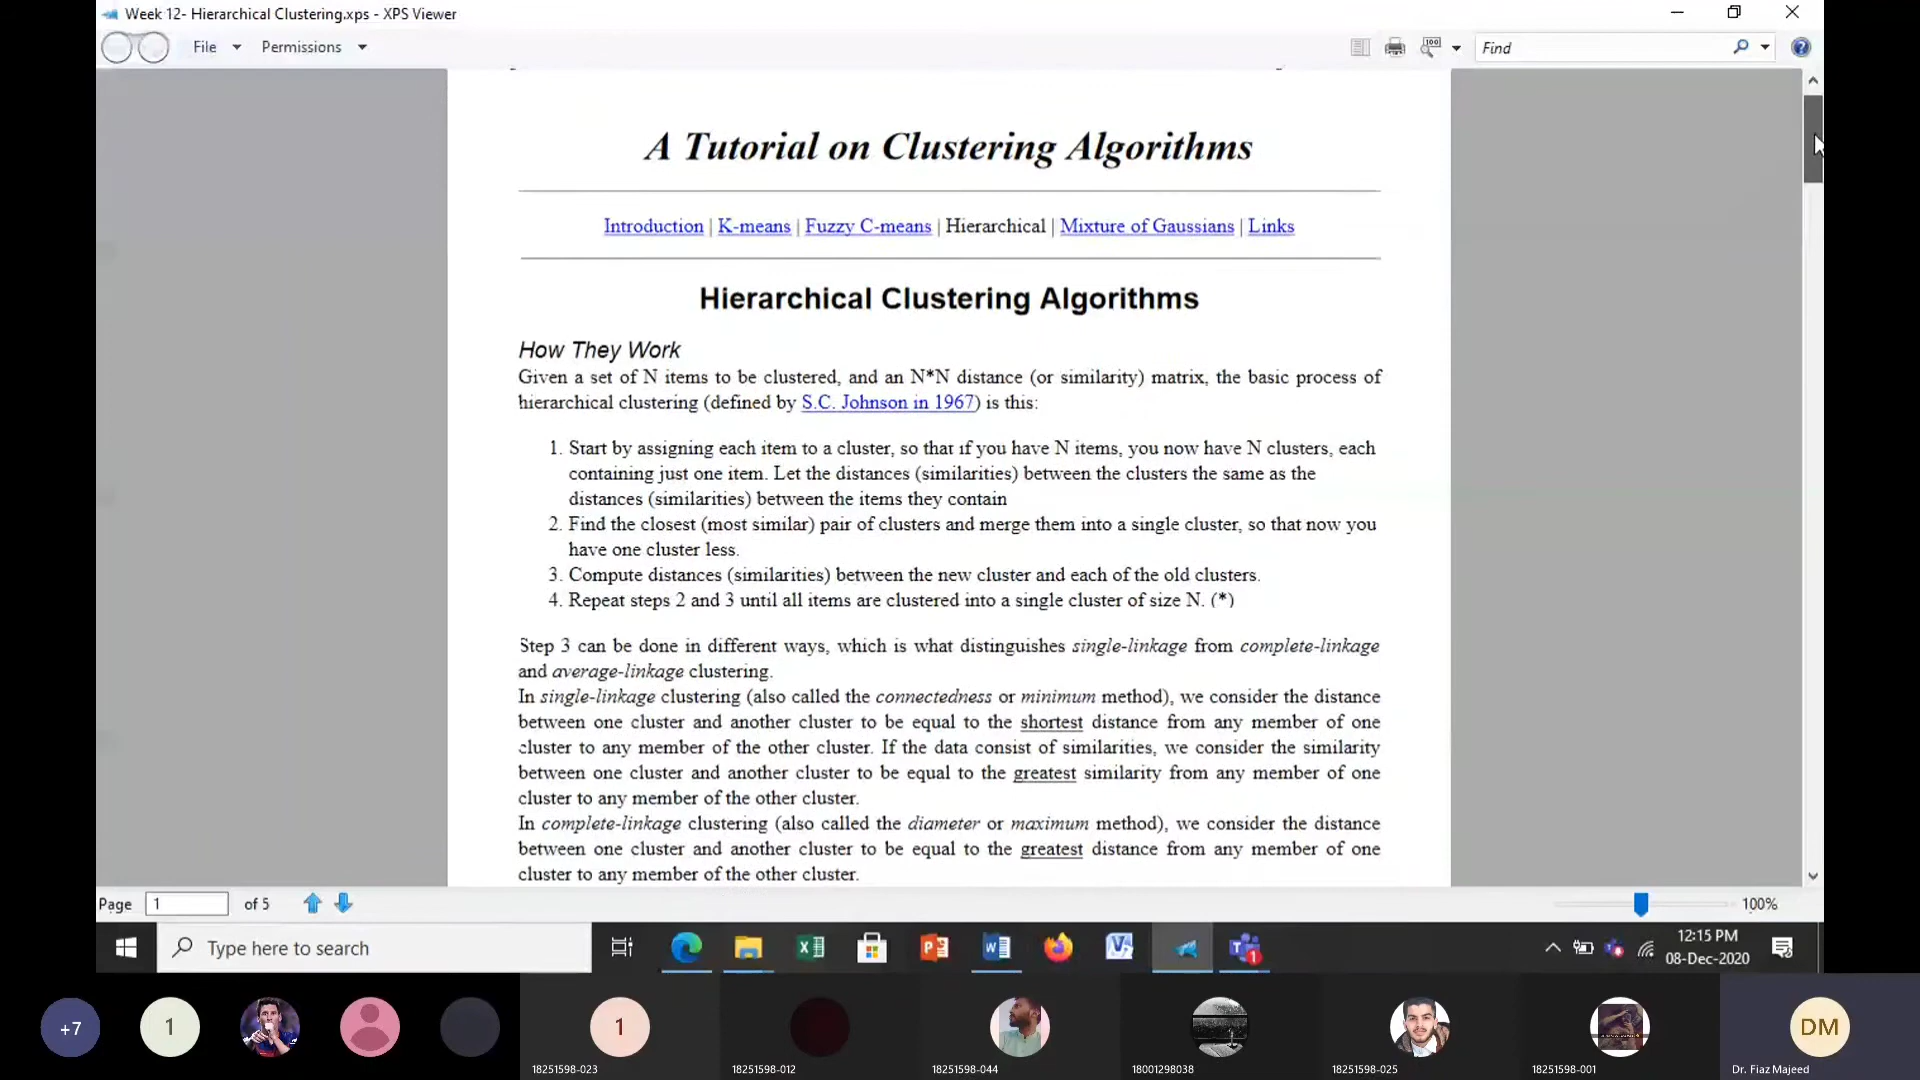 Week 12- Hierarchical Clustering.xps - XPS Viewer
File Permissions
Find
A Tutorial on Clustering Algorithms
Introduction | K-means | Fuzzy C-means | Hierarchical | Mixture of Gaussians | Links
Hierarchical Clustering Algorithms
How They Work
Given a set of N items to be clustered, and an N*N distance (or similarity) matrix, the basic process of
hierarchical clustering (defined by S.C. Johnson in 1967) is this:
1. Start by assigning each item to a cluster, so that if you have N items, you now have N clusters, each
containing just one item. Let the distances (similarities) between the clusters the same as the
distances (similarities) between the items they contain
2. Find the closest (most similar) pair of clusters and merge them into a single cluster, so that now you
have one cluster less.
3. Compute distances (similarities) between the new cluster and each of the old clusters.
4. Repeat steps 2 and 3 until all items are clustered into a single cluster of size N. (*)
Step 3 can be done in different ways, which is what distinguishes single-linkage from complete-linkage
and average-linkage clustering.
In single-linkage clustering (also called the connectedness or minimum method), we consider the distance
between one cluster and another cluster to be equal to the shortest distance from any member of one
cluster to any member of the other cluster. If the data consist of similarities, we consider the similarity
between one cluster and another cluster to be equal to the greatest similarity from any member of one
cluster to any member of the other cluster.
In complete-linkage clustering (also called the diameter or maximum method), we consider the distance
between one cluster and another cluster to be equal to the greatest distance from any member of one
cluster to any member of the other cluster.
Page 1 of 5
100%
Type here to search
12:15 PM
08-Dec-2020
+7
1
1
DM
18251598-023
18251598-012
18251598-044
18001298038
18251598-025
18251598-001
Dr. Fiaz Majeed